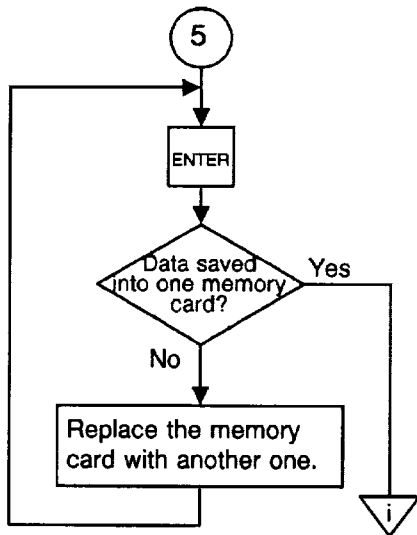 5
ENTER
Data saved
into one memory
card?
Yes
No
Replace the memory
card with another one.
i